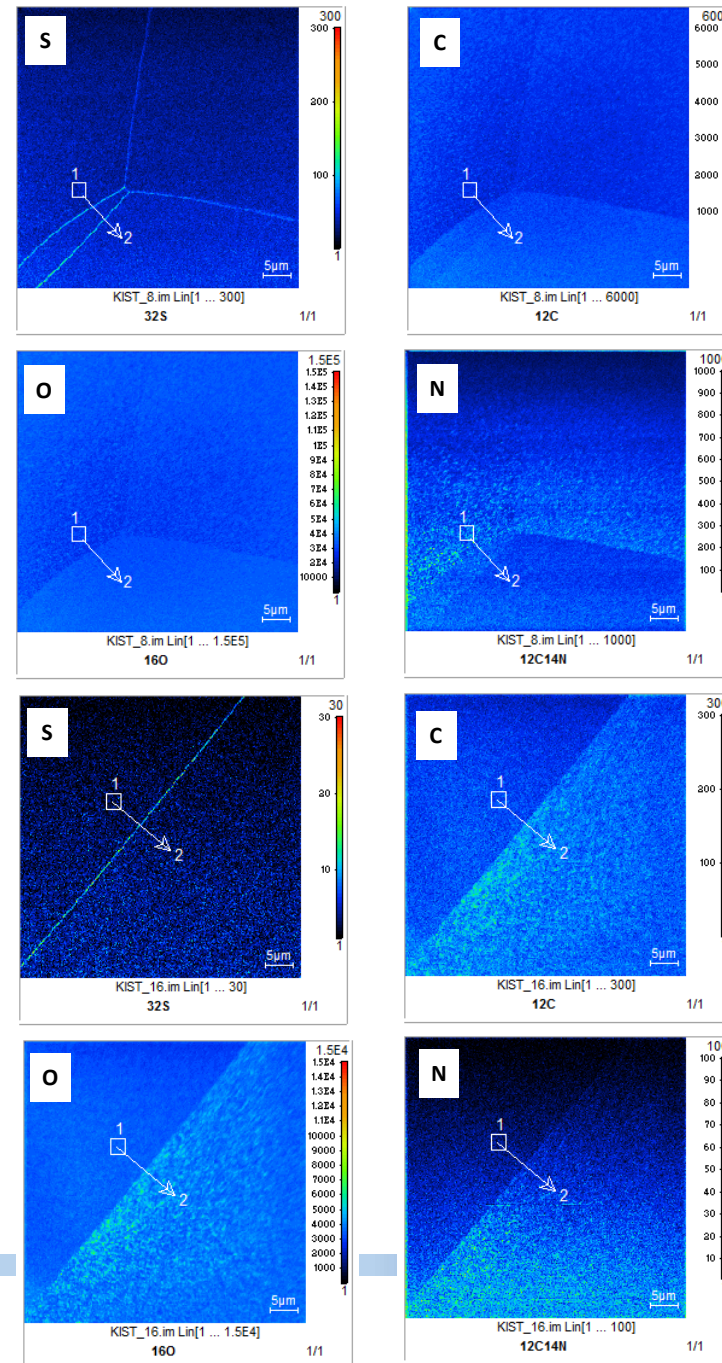 S
300
300
200
100
1
1
2
5µm
KIST_8.im Lin[1 ... 300]
32S 1/1
C
600
6000
5000
4000
3000
2000
1000
1
2
5µm
KIST_8.im Lin[1 ... 6000]
12C 1/1
O
1.5E5
1.5E5
1.4E5
1.3E5
1.2E5
1.1E5
1E5
9E4
8E4
7E4
6E4
5E4
4E4
3E4
2E4
10000
1
1
2
5µm
KIST_8.im Lin[1 ... 1.5E5]
16O 1/1
N
100
1000
900
800
700
600
500
400
300
200
100
1
2
5µm
KIST_8.im Lin[1 ... 1000]
12C14N 1/1
S
30
30
20
10
1
1
2
5µm
KIST_16.im Lin[1 ... 30]
32S 1/1
C
30
300
200
100
1
2
5µm
KIST_16.im Lin[1 ... 300]
12C 1/1
O
1.5E4
1.5E4
1.4E4
1.3E4
1.2E4
1.1E4
10000
9000
8000
7000
6000
5000
4000
3000
2000
1000
1
1
2
5µm
KIST_16.im Lin[1 ... 1.5E4]
16O 1/1
N
10
100
90
80
70
60
50
40
30
20
10
1
2
5µm
KIST_16.im Lin[1 ... 100]
12C14N 1/1